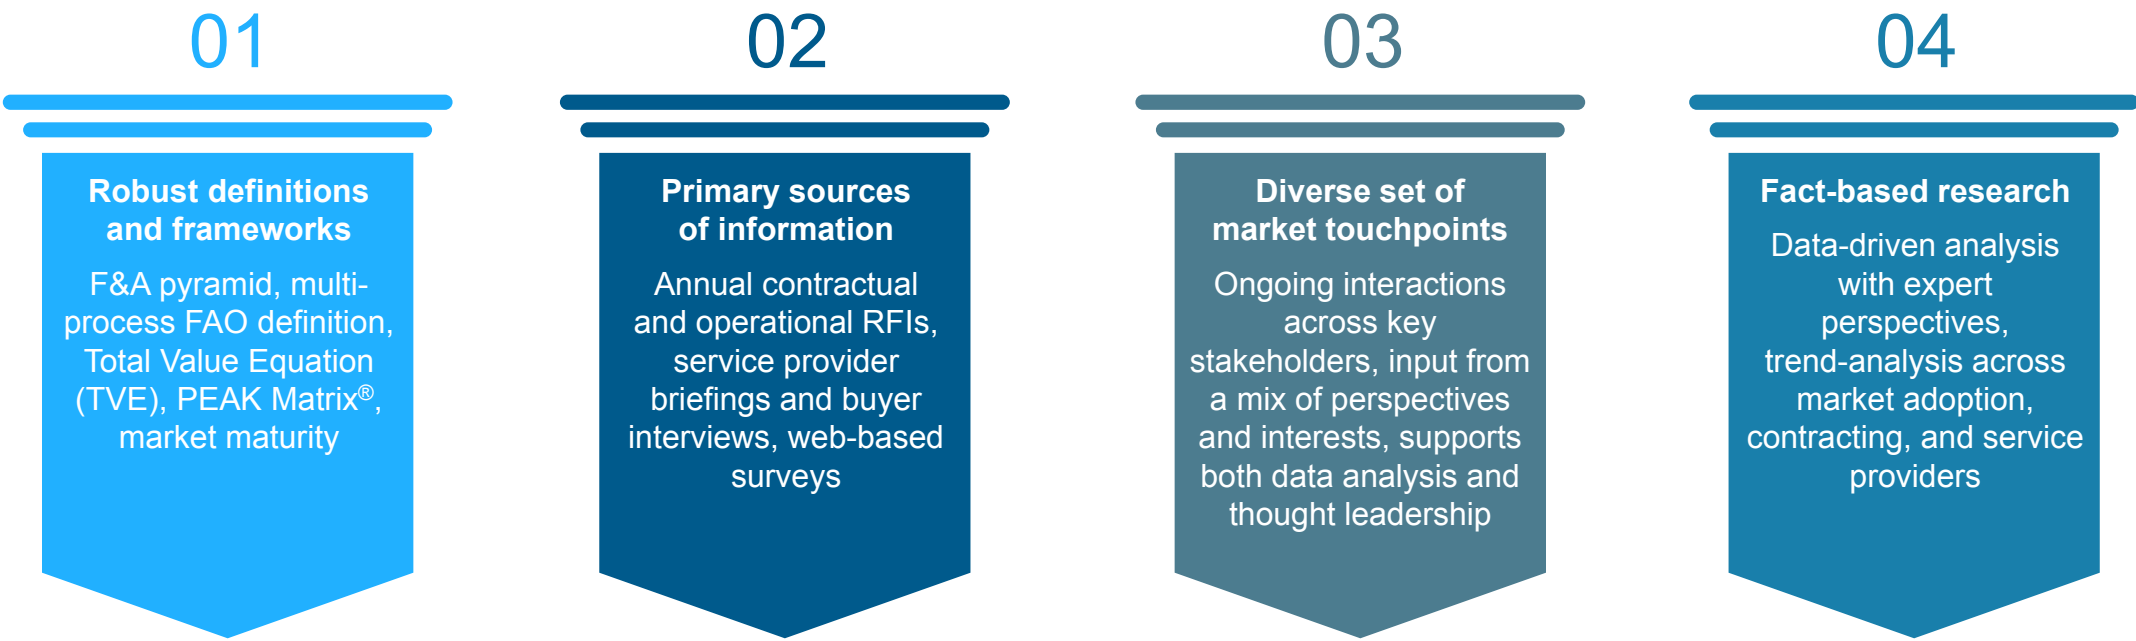 01
Robust definitions
and frameworks
F&A pyramid, multi-
process FAO definition,
Total Value Equation
(TVE), PEAK Matrix®,
market maturity
02
Primary sources
of information
Annual contractual
and operational RFIs,
service provider
briefings and buyer
interviews, web-based
surveys
03
Diverse set of
market touchpoints
Ongoing interactions
across key
stakeholders, input from
a mix of perspectives
and interests, supports
both data analysis and
thought leadership
04
Fact-based research
Data-driven analysis
with expert
perspectives,
trend-analysis across
market adoption,
contracting, and service
providers